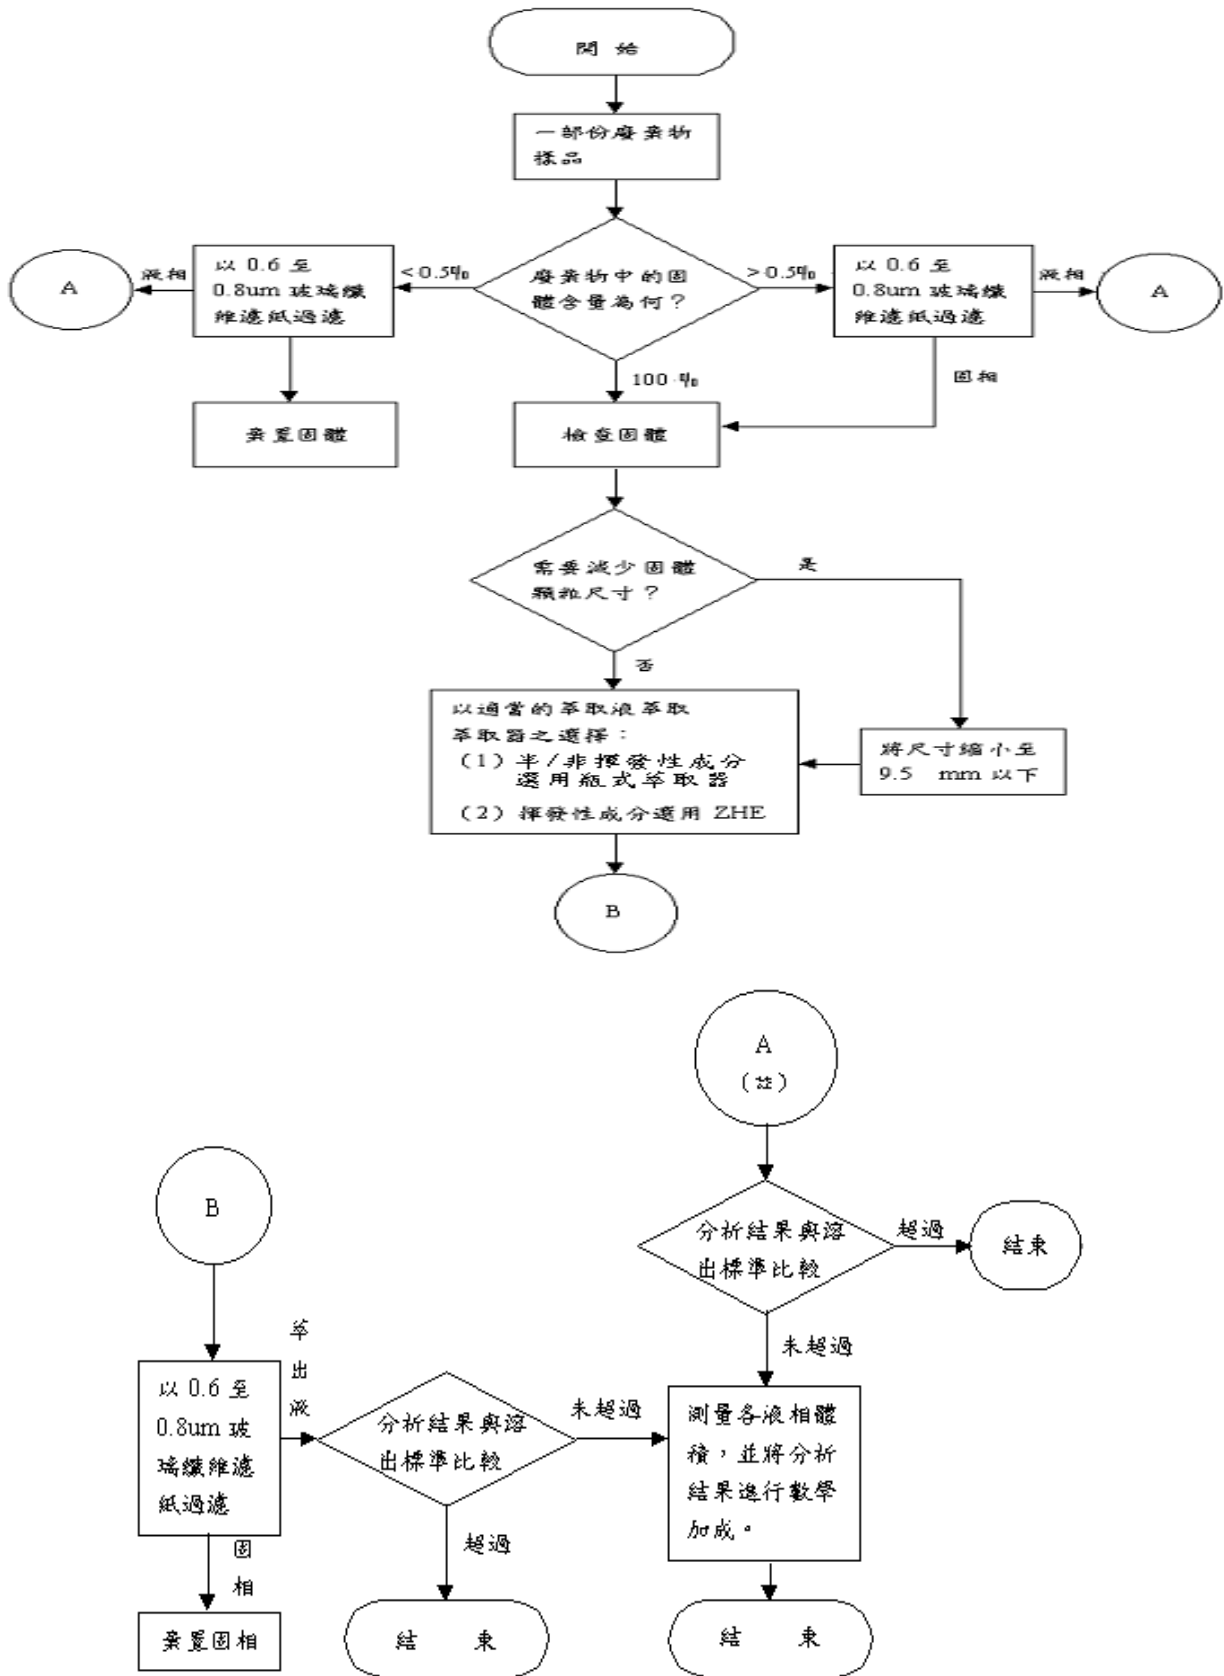 開 始
一部份廢棄物
樣品
A
液相
以 0.6 至
0.8um 玻璃纖
維濾紙過濾
<0.5%
廢棄物中的固
體含量為何？
>0.5%
以 0.6 至
0.8um 玻璃纖
維濾紙過濾
液相
A
100 %
固相
棄置固體
檢查固體
需要減少固體
顆粒尺寸？
是
否
以適當的萃取液萃取
萃取器之選擇：
(1) 半/非揮發性成分
選用瓶式萃取器
(2) 揮發性成分選用 ZHE
將尺寸縮小至
9.5 mm 以下
B
A
(註)
B
分析結果與溶
出標準比較
超過
結束
未超過
萃
出
液
以 0.6 至
0.8um 玻
璃纖維濾
紙過濾
分析結果與溶
出標準比較
未超過
測量各液相體
積，並將分析
結果進行數學
加成。
超過
固
相
棄置固相
結 束
結 束